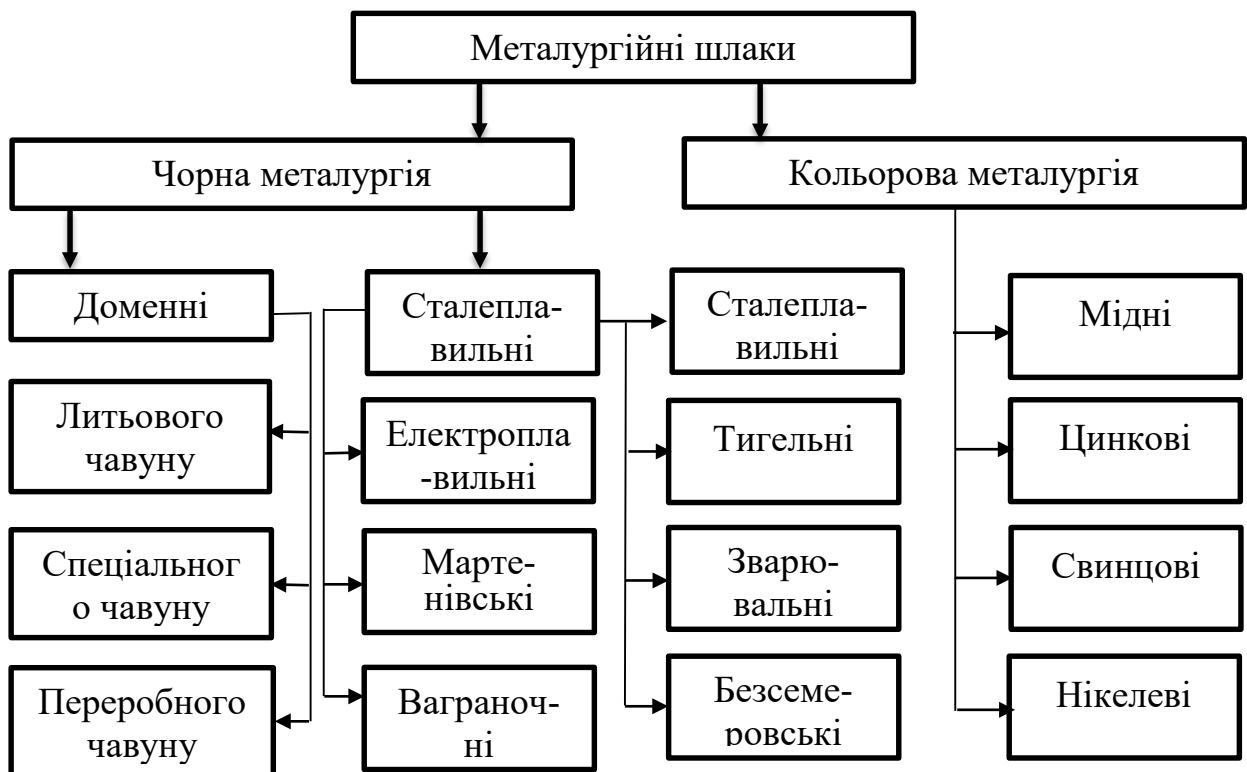 Металургійні шлаки
Чорна металургія
Кольорова металургія
Доменні
Сталепла-
вильні
Сталепла-
вильні
Мідні
Литьового
чавуну
Електропла
-вильні
Тигельні
Цинкові
Спеціальног
о чавуну
Марте-
нівські
Зварю-
вальні
Свинцові
Переробного
чавуну
Ваграноч-
ні
Безсеме-
ровські
Нікелеві